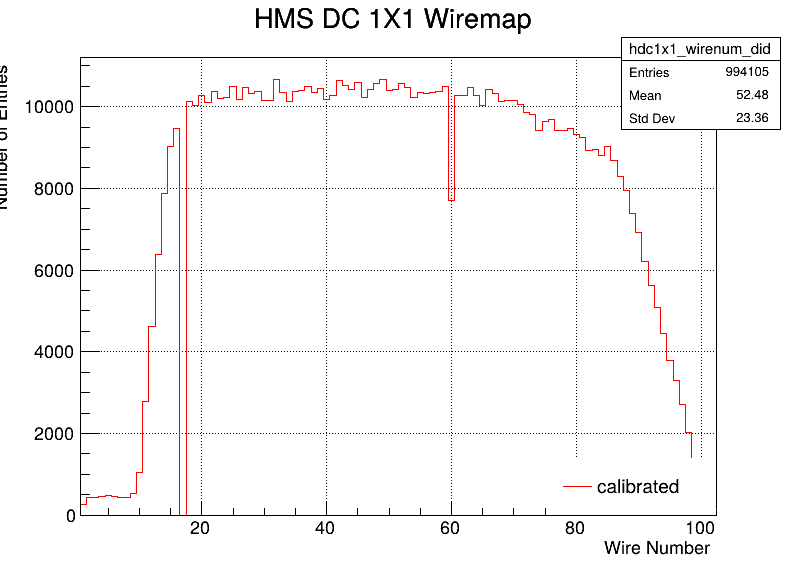 HMS DC 1X1 Wiremap
hdc1x1_wirenum_did
Entries 994105
Mean 52.48
Std Dev 23.36
Number of Entries
10000
8000
6000
4000
2000
0
20 40 60 80 100
calibrated
Wire Number